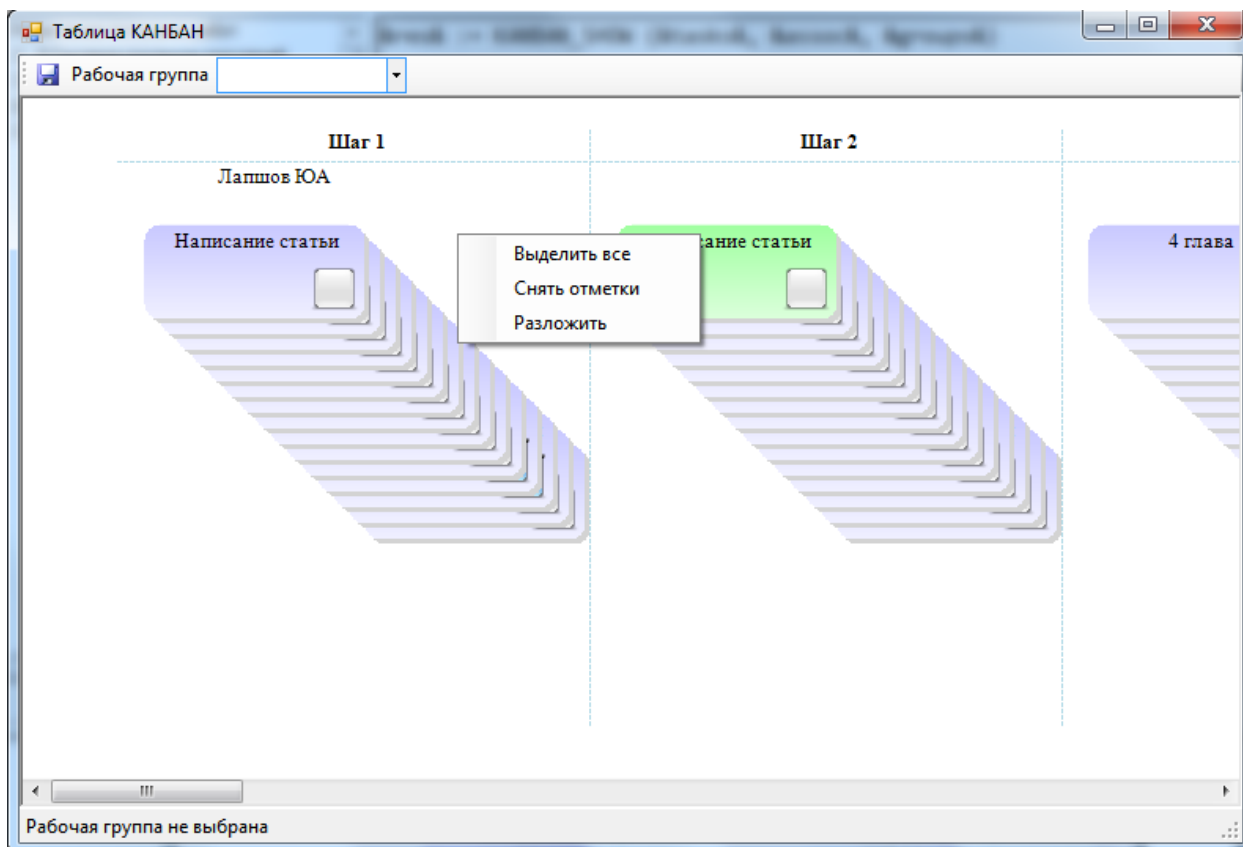 Таблица КАНБАН
Рабочая группа
Шаг 1
Шаг 2
Лапшов ЮА
Написание статьи
ание статьи
4 глава
Выделить все
Снять отметки
Разложить
Рабочая группа не выбрана